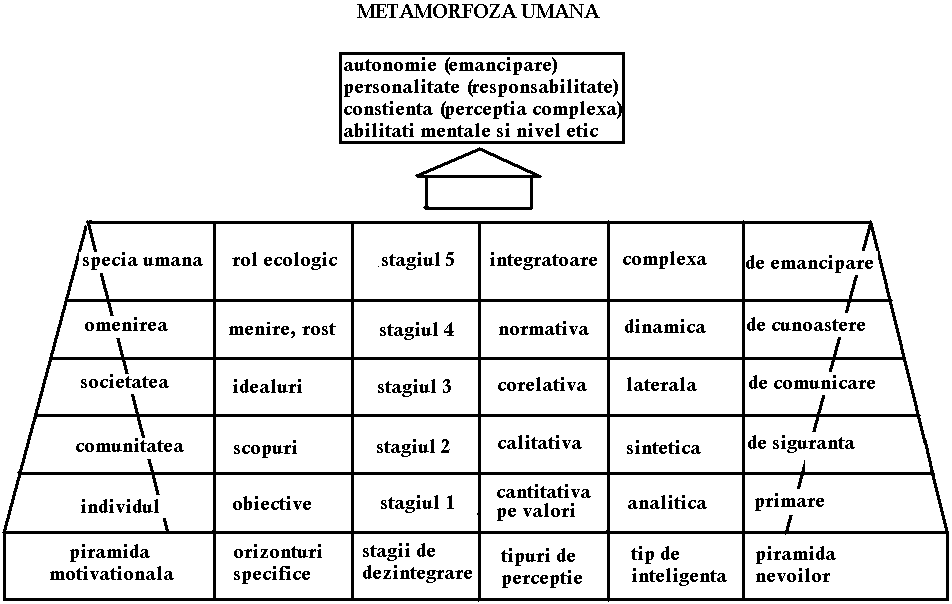 METAMORFOZA UMANA
autonomie (emancipare)
personalitate (responsabilitate)
constienta (perceptia complexa)
abilitati mentale si nivel etic
specia umana rol ecologic stagiul 5 integratoare complexa de emancipare
omenirea menire, rost stagiul 4 normativa dinamica de cunoastere
societatea idealuri stagiul 3 corelativa laterala de comunicare
comunitatea scopuri stagiul 2 calitativa sintetica de siguranta
individul obiective stagiul 1 cantitativa pe valori analitica primare
piramida orizonturi stagii de tipuri de tip de piramida
motivationala specifice dezintegrare perceptie inteligenta nevoilor